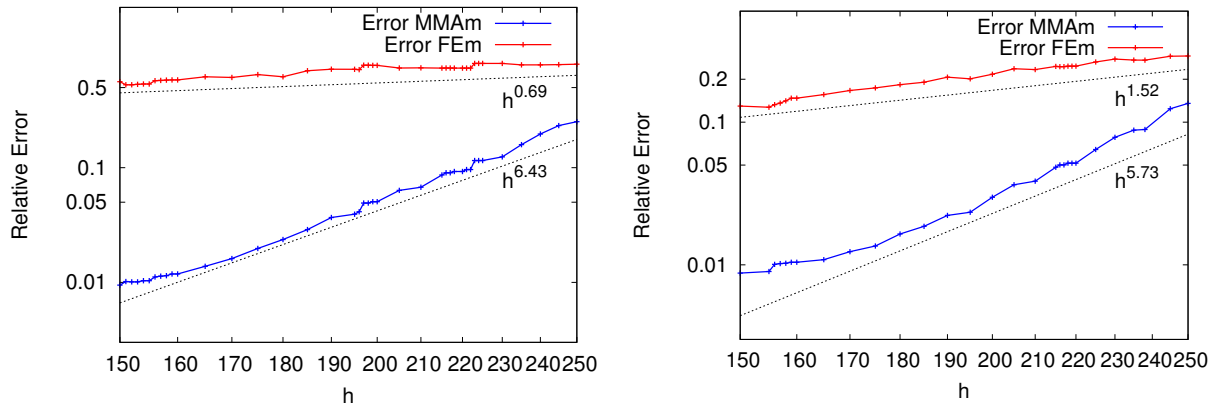 Error MMAm
Error FEm
0.5
0.1
0.05
0.01
Relative Error
h^0.69
h^6.43
150 160 170 180 190 200 210 220 230 240 250
h
Error MMAm
Error FEm
0.2
0.1
0.05
0.01
Relative Error
h^1.52
h^5.73
150 160 170 180 190 200 210 220 230 240 250
h